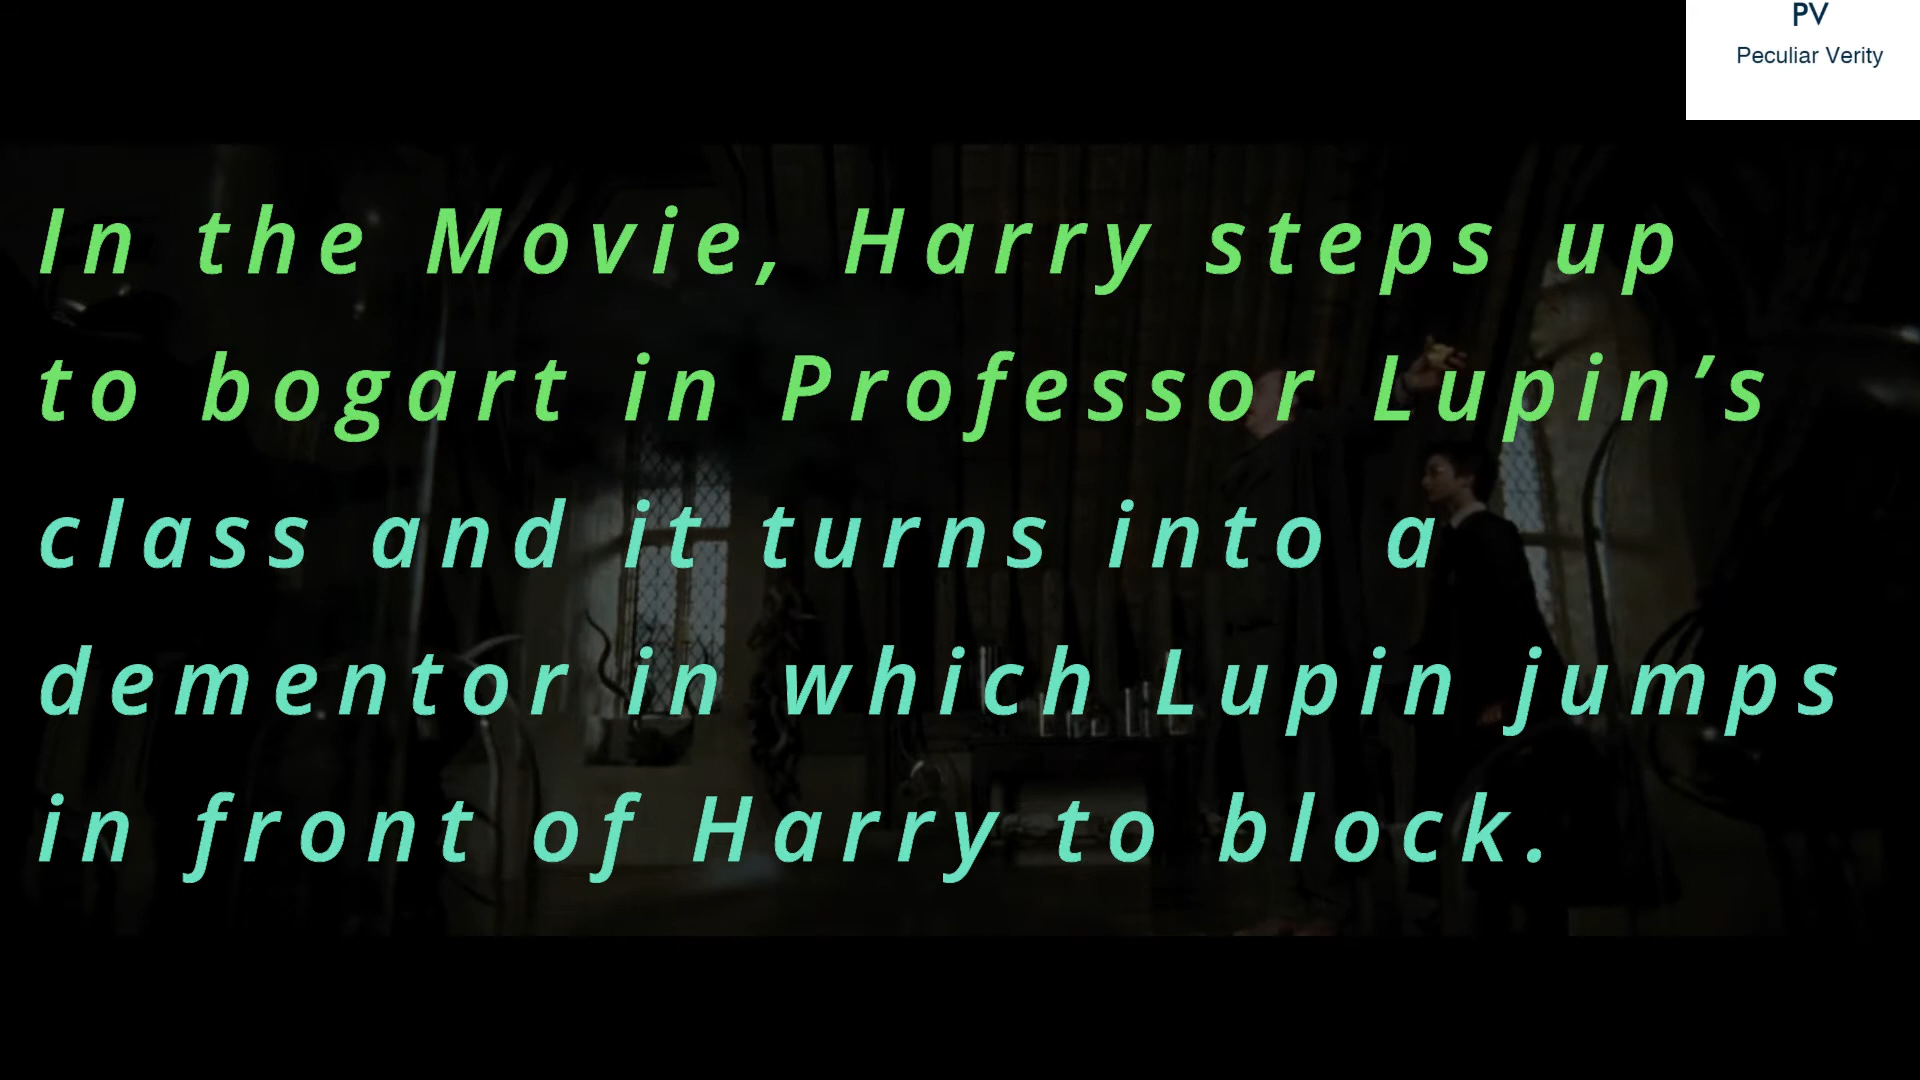 PV
Peculiar Verity
In the Movie, Harry steps up
to bogart in Professor Lupin’s
class and it turns into a
dementor in which Lupin jumps
in front of Harry to block.